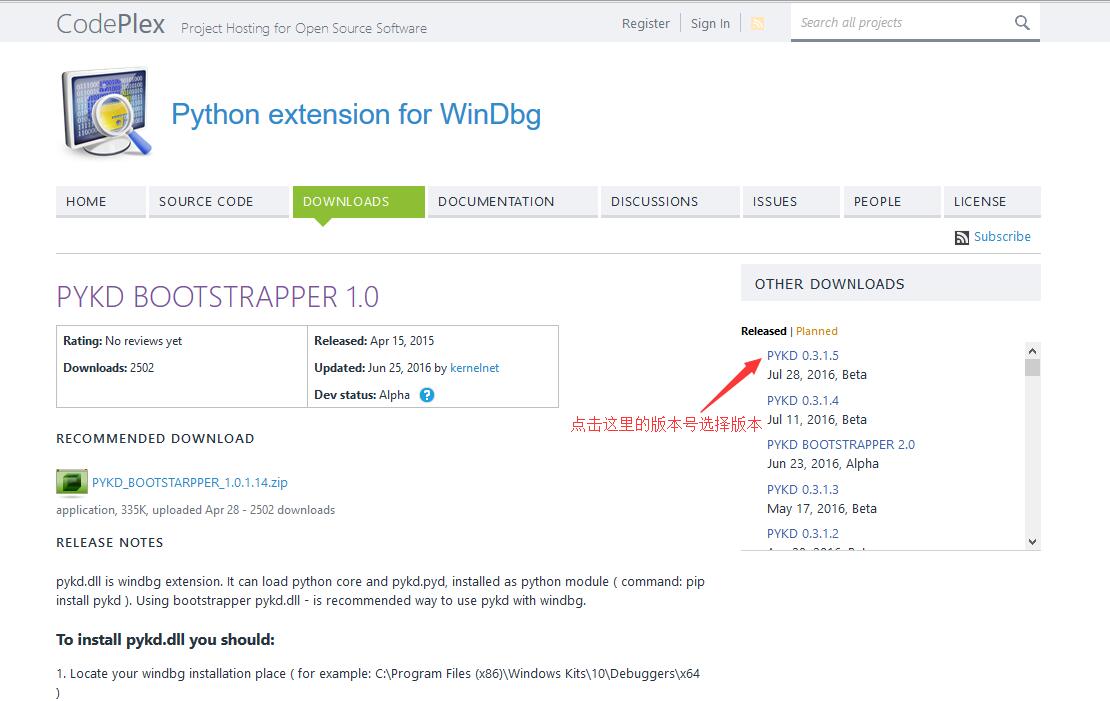 CodePlex Project Hosting for Open Source Software
Register Sign In
Search all projects
Python extension for WinDbg
HOME SOURCE CODE DOWNLOADS DOCUMENTATION DISCUSSIONS ISSUES PEOPLE LICENSE
Subscribe
PYKD BOOTSTRAPPER 1.0
Rating: No reviews yet
Downloads: 2502
Released: Apr 15, 2015
Updated: Jun 25, 2016 by kernelnet
Dev status: Alpha ?
RECOMMENDED DOWNLOAD
PYKD_BOOTSTARPPER_1.0.1.14.zip
application, 335K, uploaded Apr 28 - 2502 downloads
RELEASE NOTES
pykd.dll is windbg extension. It can load python core and pykd.pyd, installed as python module ( command: pip
install pykd ). Using bootstrapper pykd.dll - is recommended way to use pykd with windbg.
To install pykd.dll you should:
1. Locate your windbg installation place ( for example: C:\Program Files (x86)\Windows Kits\10\Debuggers\x64
)
OTHER DOWNLOADS
Released | Planned
PYKD 0.3.1.5
Jul 28, 2016, Beta
PYKD 0.3.1.4
Jul 11, 2016, Beta
PYKD BOOTSTRAPPER 2.0
Jun 23, 2016, Alpha
PYKD 0.3.1.3
May 17, 2016, Beta
PYKD 0.3.1.2
点击这里的版本号选择版本